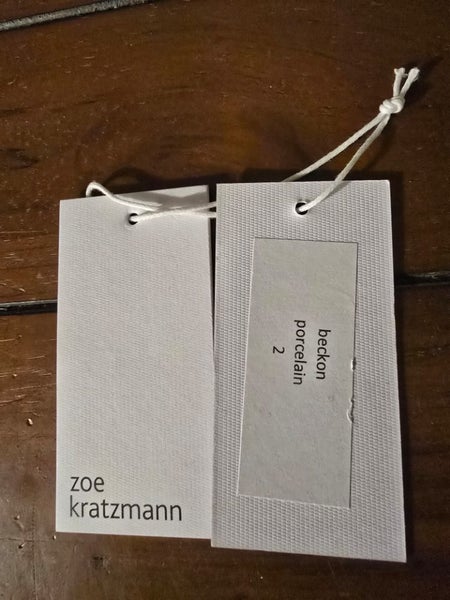 zoe
kratzmann
beckon
porcelain
2